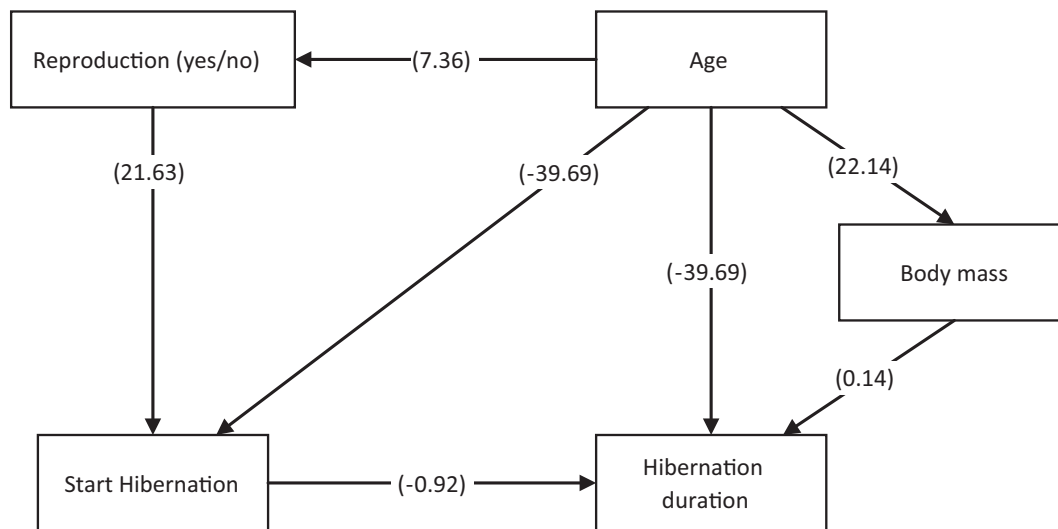 Reproduction (yes/no)
(7.36)
Age
(21.63)
(-39.69)
(22.14)
(-39.69)
Body mass
(0.14)
Start Hibernation
(-0.92)
Hibernation
duration